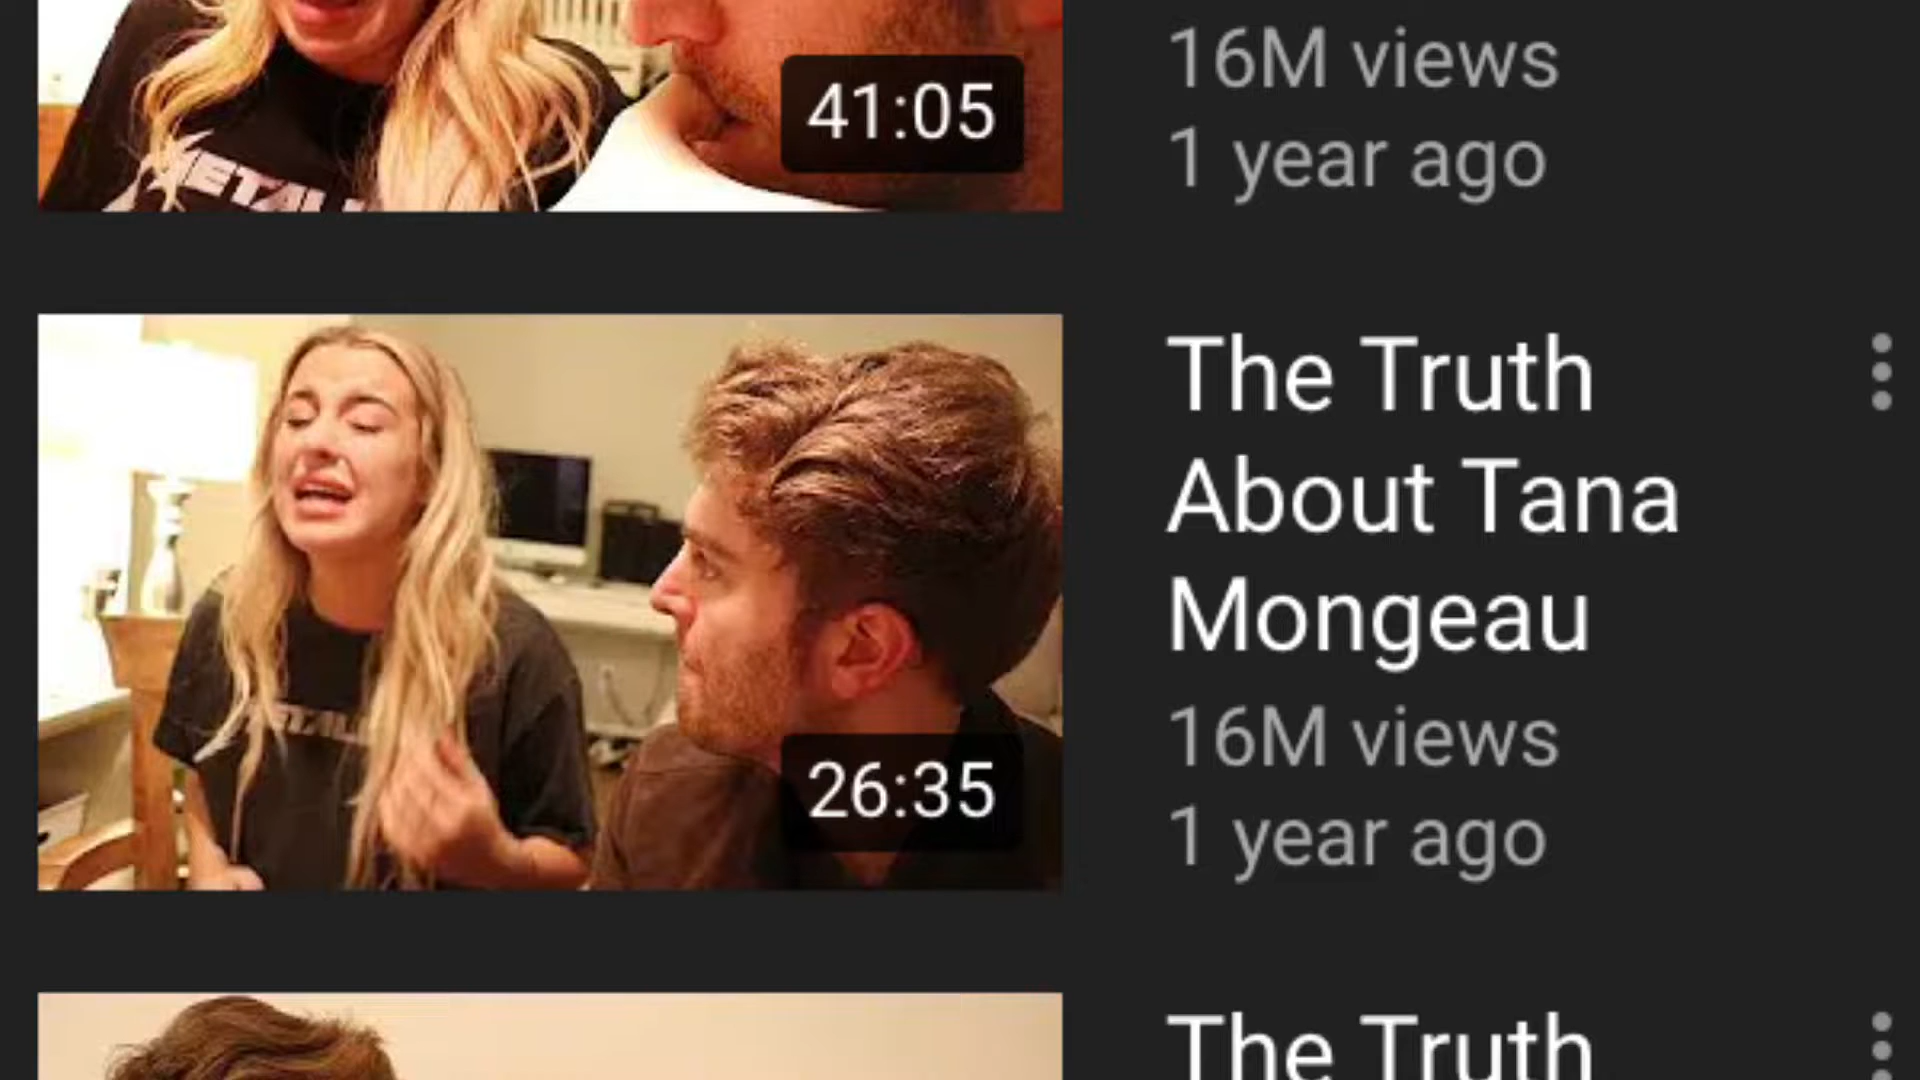 16M views
1 year ago
41:05
METALL
The Truth
About Tana
Mongeau
16M views
1 year ago
26:35
The Truth